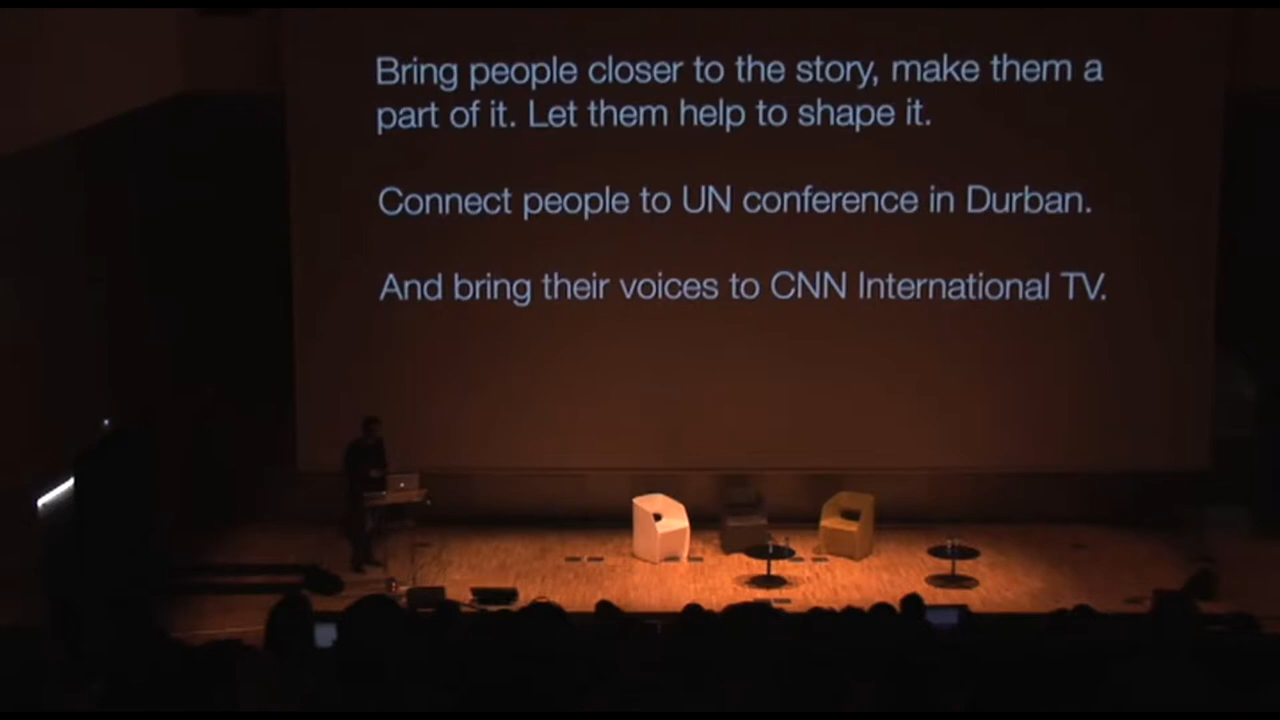 Bring people closer to the story, make them a
part of it. Let them help to shape it.
Connect people to UN conference in Durban.
And bring their voices to CNN International TV.